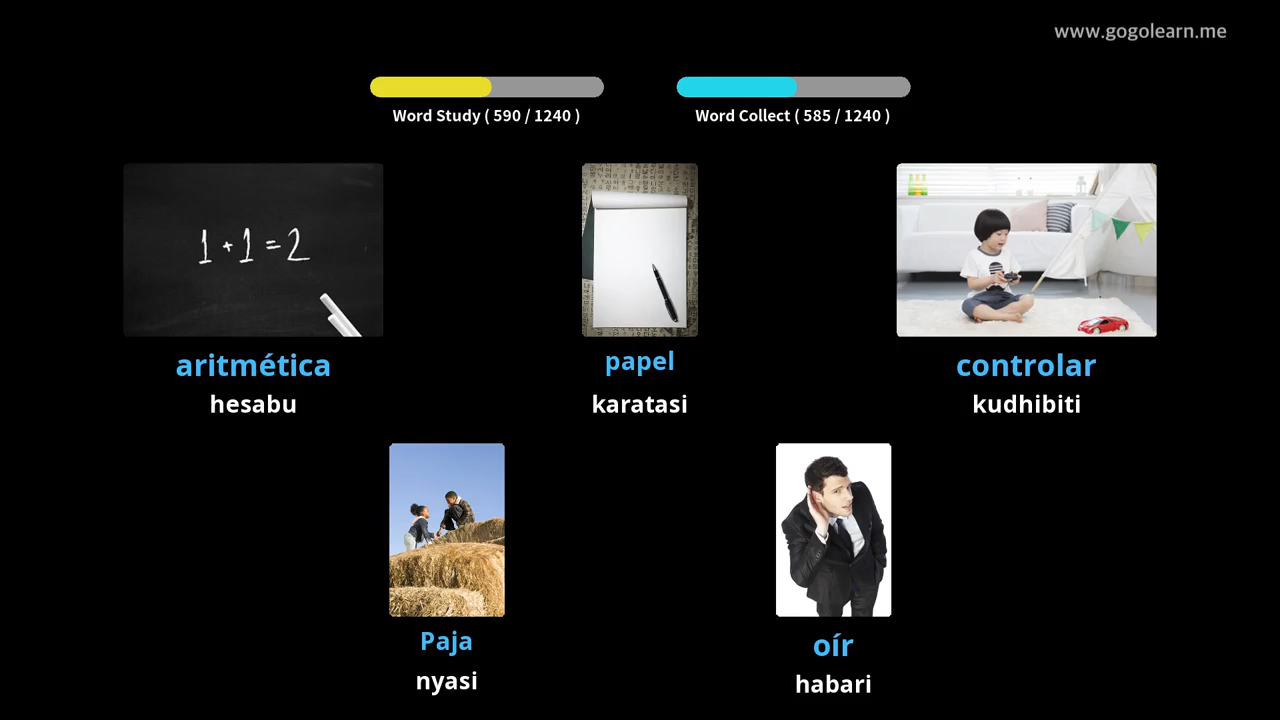 www.gogolearn.me
Word Study ( 590 / 1240 )
Word Collect ( 585 / 1240 )
1 + 1 = 2
aritmética
hesabu
papel
karatasi
controlar
kudhibiti
Paja
nyasi
oír
habari